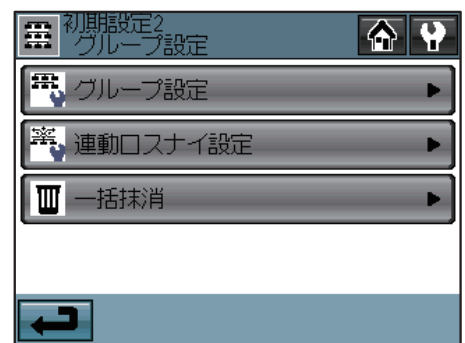 初期設定2
グループ設定
グループ設定
連動ロスナイ設定
一括抹消